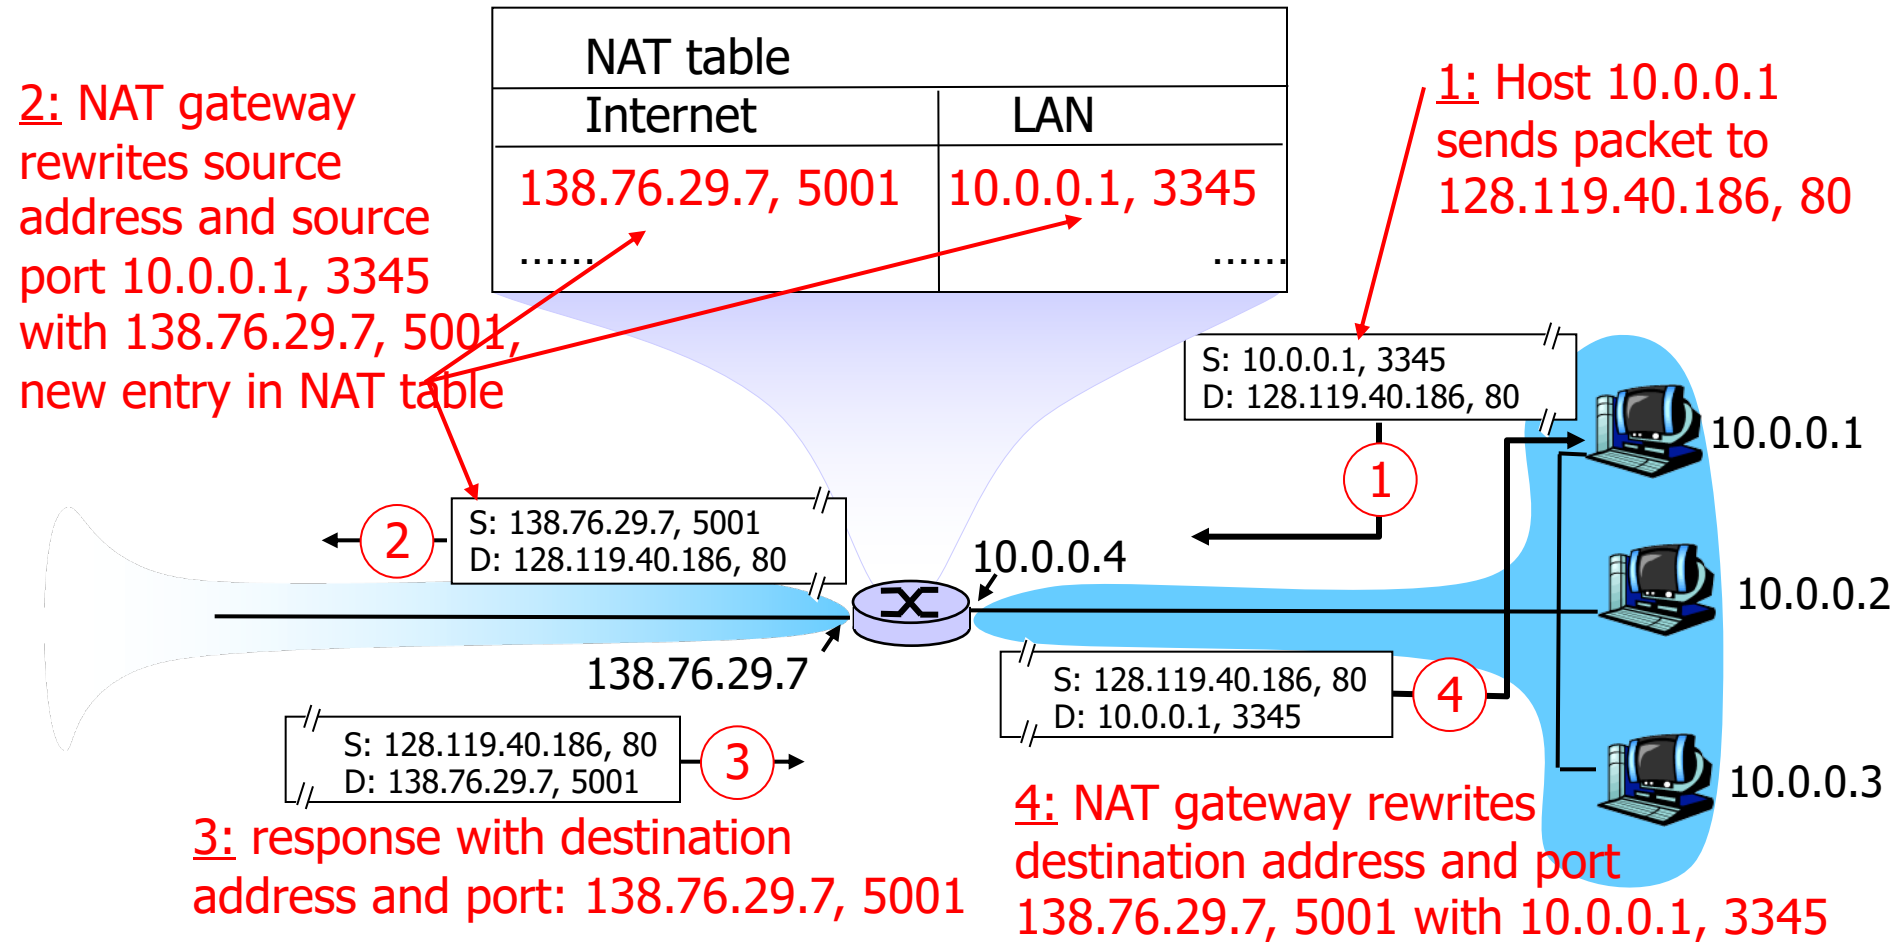 NAT table
Internet LAN
138.76.29.7, 5001 10.0.0.1, 3345
...... ......
2: NAT gateway
rewrites source
address and source
port 10.0.0.1, 3345
with 138.76.29.7, 5001,
new entry in NAT table
1: Host 10.0.0.1
sends packet to
128.119.40.186, 80
S: 10.0.0.1, 3345
D: 128.119.40.186, 80
1
10.0.0.1
2
S: 138.76.29.7, 5001
D: 128.119.40.186, 80
10.0.0.4
10.0.0.2
138.76.29.7
S: 128.119.40.186, 80
D: 10.0.0.1, 3345
4
S: 128.119.40.186, 80
D: 138.76.29.7, 5001
3
10.0.0.3
3: response with destination
address and port: 138.76.29.7, 5001
4: NAT gateway rewrites
destination address and port
138.76.29.7, 5001 with 10.0.0.1, 3345